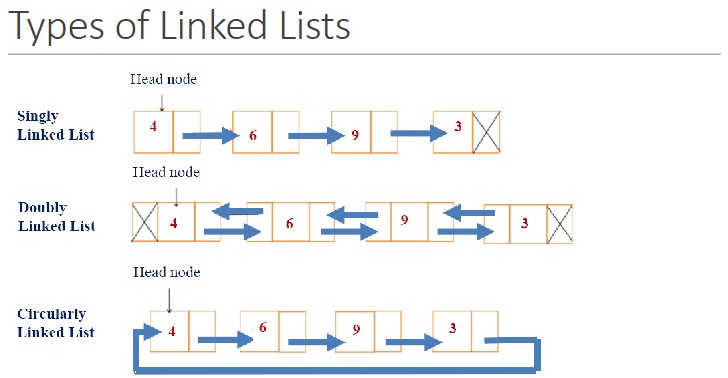 Types of Linked Lists
Head node
Singly
Linked List
4 6 9 3
Head node
Doubly
Linked List
4 6 9 3
Head node
Circularly
Linked List
4 6 9 3